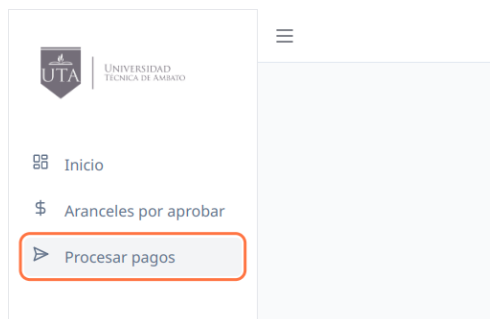 UTA
UNIVERSIDAD
TÉCNICA DE AMBATO
Inicio
Aranceles por aprobar
Procesar pagos